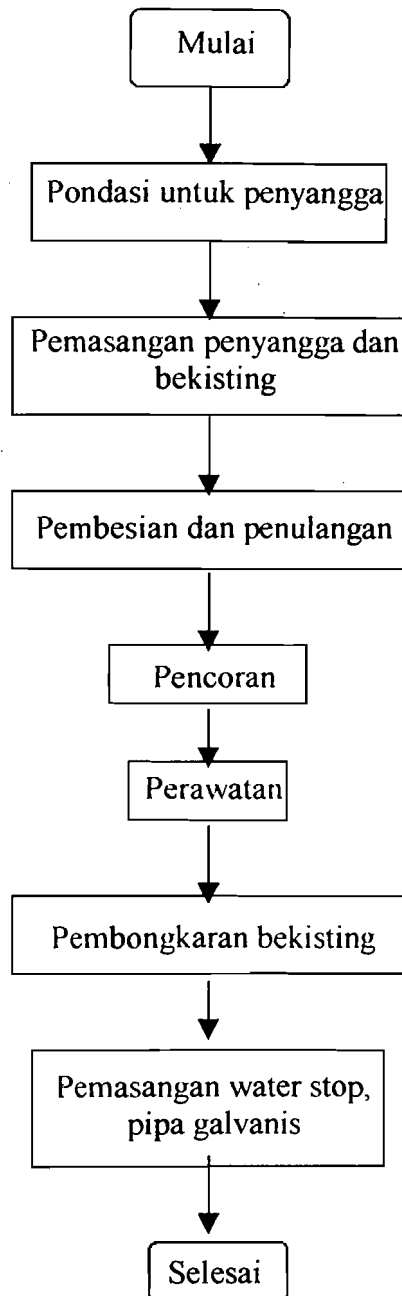 Mulai
Pondasi untuk penyangga
Pemasangan penyangga dan
bekisting
Pembesian dan penulangan
Pencoran
Perawatan
Pembongkaran bekisting
Pemasangan water stop,
pipa galvanis
Selesai